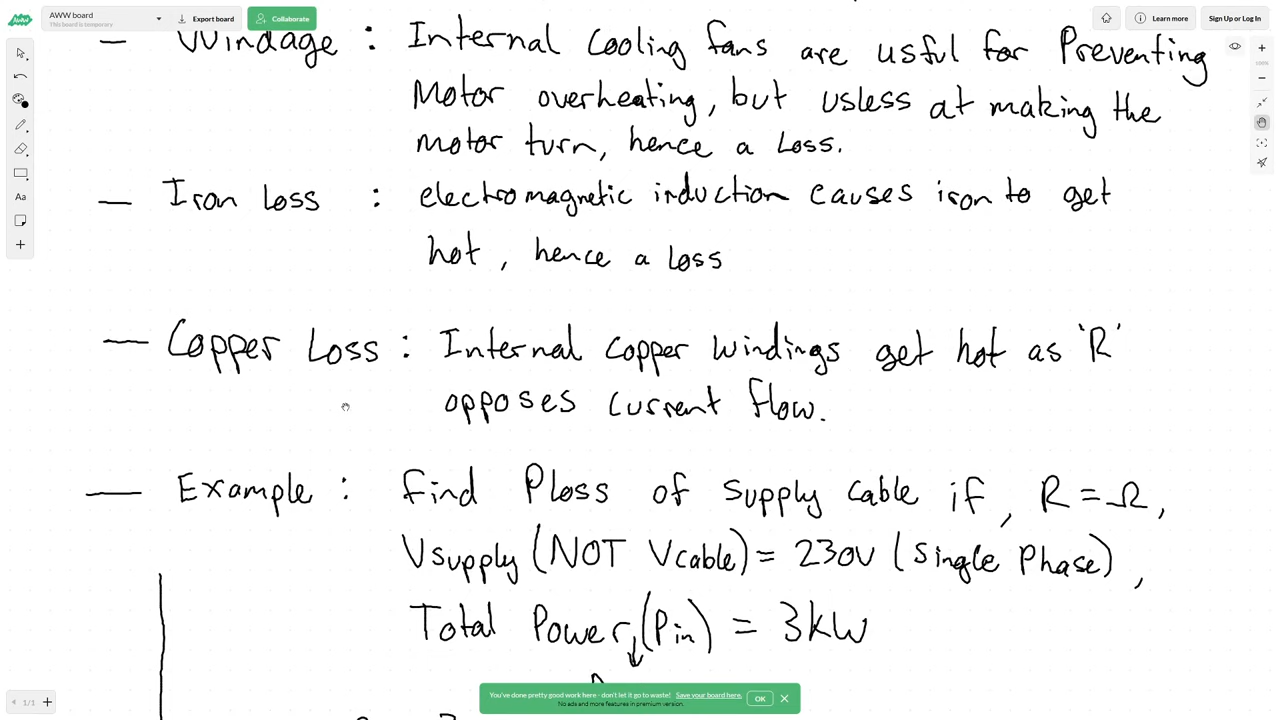 AWW board
This board is temporary
Export board
Collaborate
Learn more
Sign Up or Log In
100%
Aa
– Windage : Internal Cooling fans are usful for Preventing
Motor overheating, but usless at making the
motor turn, hence a Loss.
– Iron Loss : electromagnetic induction causes iron to get
hot, hence a Loss
– Copper Loss : Internal copper windings get hot as 'R'
opposes current flow.
– Example : find Ploss of supply cable if, R = Ω,
Vsupply (NOT Vcable) = 230V (Single Phase),
Total Power (Pin) = 3kW
You've done pretty good work here - don't let it go to waste! Save your board here.
No ads and more features in premium version.
OK
1/1